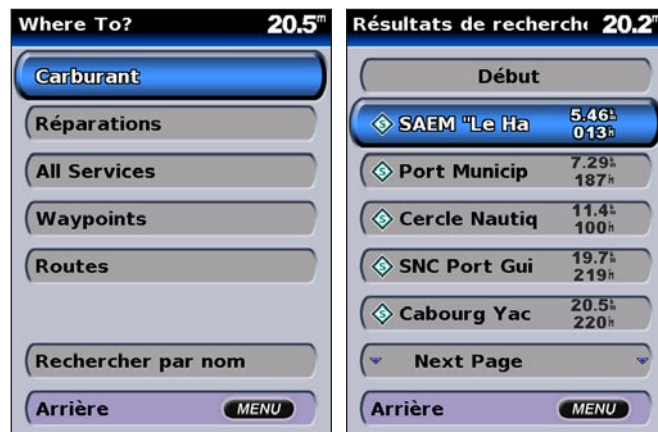 Where To? 20.5m
Carburant
Réparations
All Services
Waypoints
Routes
Rechercher par nom
Arrière MENU
Résultats de recherche 20.2m
Début
SAEM "Le Ha 5.46 013
Port Municip 7.29 187
Cercle Nautiq 11.4 100
SNC Port Gui 19.7 219
Cabourg Yac 20.5 220
Next Page
Arrière MENU